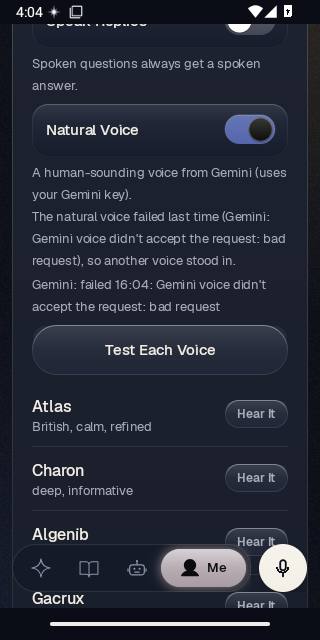 4:04
Speak Replies
Spoken questions always get a spoken
answer.
Natural Voice
A human-sounding voice from Gemini (uses
your Gemini key).
The natural voice failed last time (Gemini:
Gemini voice didn't accept the request: bad
request), so another voice stood in.
Gemini: failed 16:04: Gemini voice didn't
accept the request: bad request
Test Each Voice
Atlas
British, calm, refined
Hear It
Charon
deep, informative
Hear It
Algenib
Hear It
Me
Gacrux
Hear It